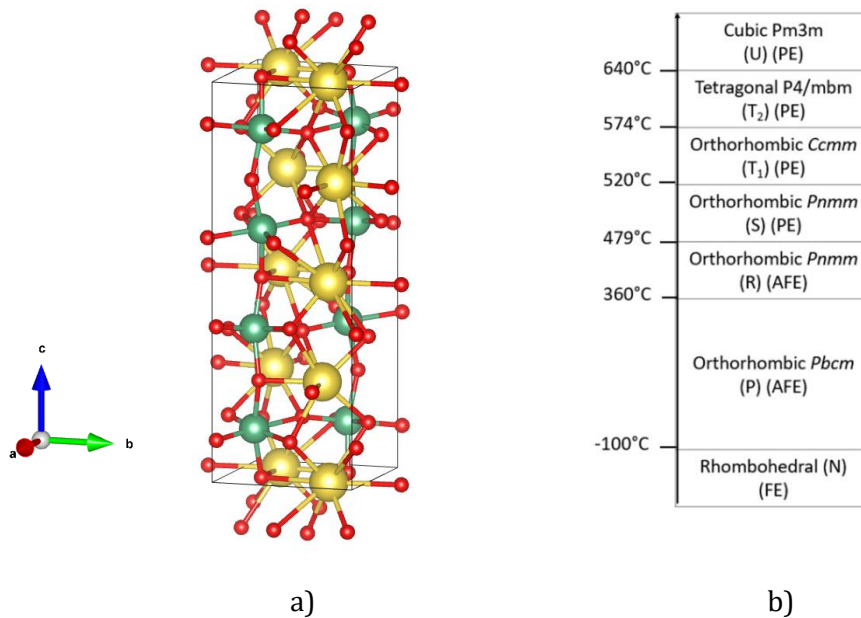 c
a
b
Cubic Pm3m
(U) (PE)
640°C
Tetragonal P4/mbm
(T₂) (PE)
574°C
Orthorhombic Ccmm
(T₁) (PE)
520°C
Orthorhombic Pnmm
(S) (PE)
479°C
Orthorhombic Pnmm
(R) (AFE)
360°C
Orthorhombic Pbcm
(P) (AFE)
-100°C
Rhombohedral (N)
(FE)
a)
b)